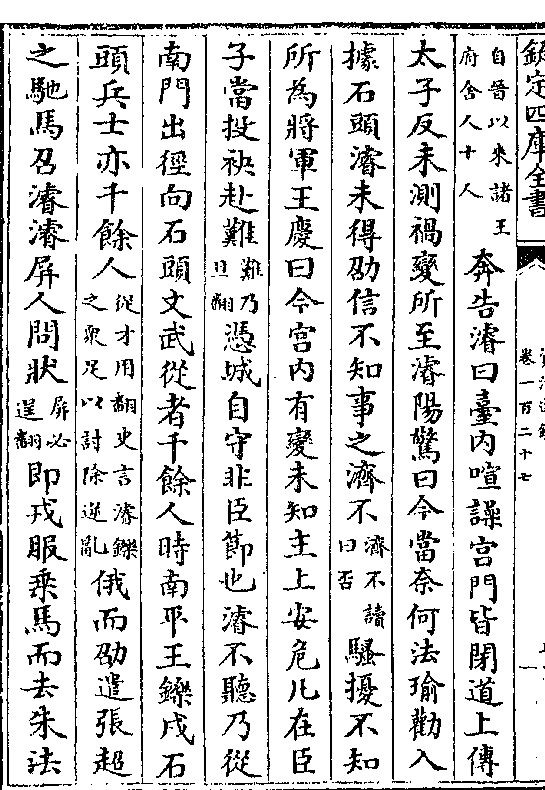 欽定四庫全書
卷一百二十七
自晉以來諸王府舍人十人奔告濬曰臺内喧譟宮門皆閉道上傳
太子反未測禍變所至濬陽驚曰今當奈何法瑜勸入
據石頭濬未得劭信不知事之濟不濟不讀曰否騷擾不知
所為將軍王慶曰今宮内有變未知主上安危凡在臣
子當投袂赴難難乃旦翻憑城自守非臣節也濬不聽乃從
南門出徑向石頭文武從者千餘人時南平王鑠戍石
頭兵士亦千餘人從才用翻史言濬鑠之衆足以討除逆亂俄而劭遣張超
之馳馬召濬濬屏人問狀屏必逞翻即戎服乗馬而去朱法